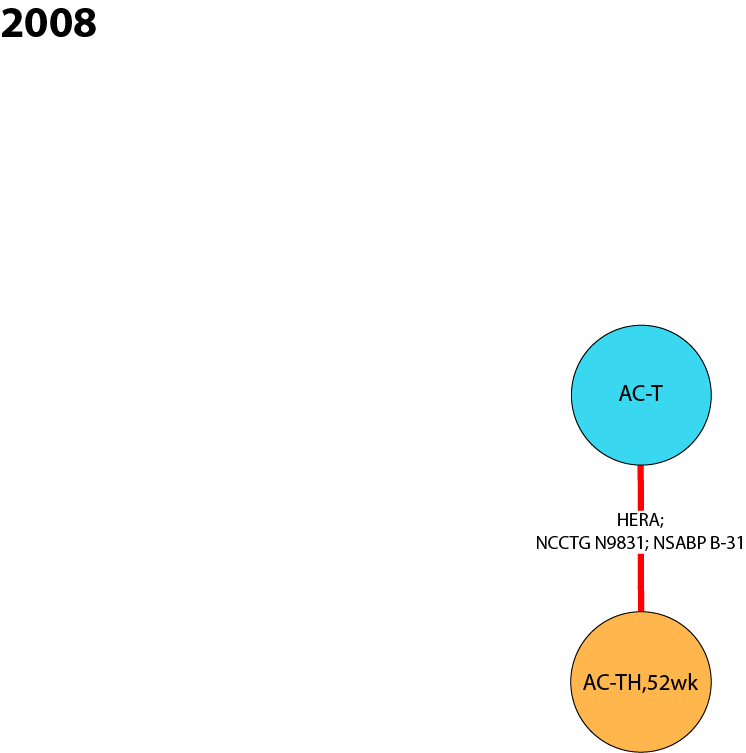 2008
AC-T
HERA;
NCCTG N9831; NSABP B-31
AC-TH,52wk